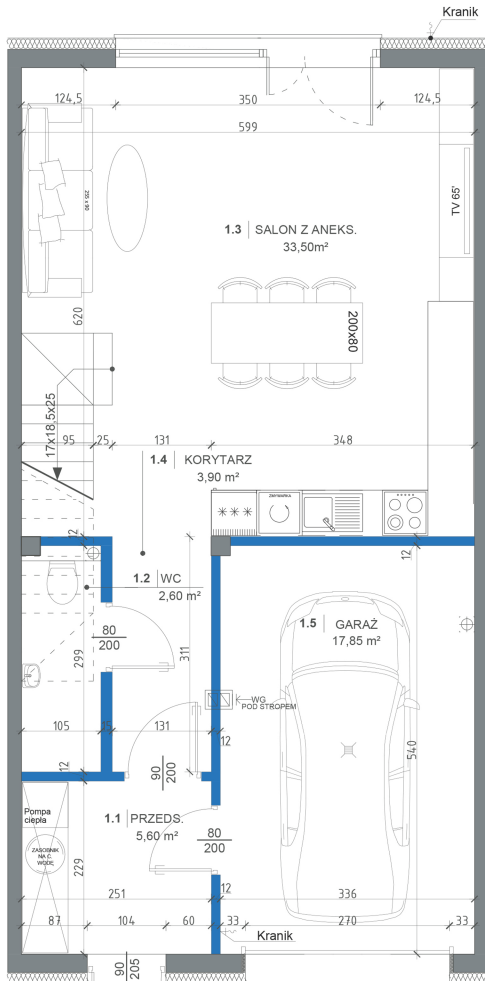 Kranik
124,5
350
124,5
599
255 x 90
TV 65'
1.3 | SALON Z ANEKS.
33,50m²
620
200x80
17x18,5x25
95
25
131
348
1.4 | KORYTARZ
3,90 m²
ZMYWARKA
12
12
1.2 | WC
2,60 m²
1.5 | GARAŻ
17,85 m²
80
200
299
311
WG
POD STROPEM
105
15
131
12
540
12
90
200
1.1 | PRZEDS.
5,60 m²
Pompa
ciepła
80
200
ZASOBNIK
NA C.
WODĘ
229
251
12
336
87
104
60
33
270
33
Kranik
90
205